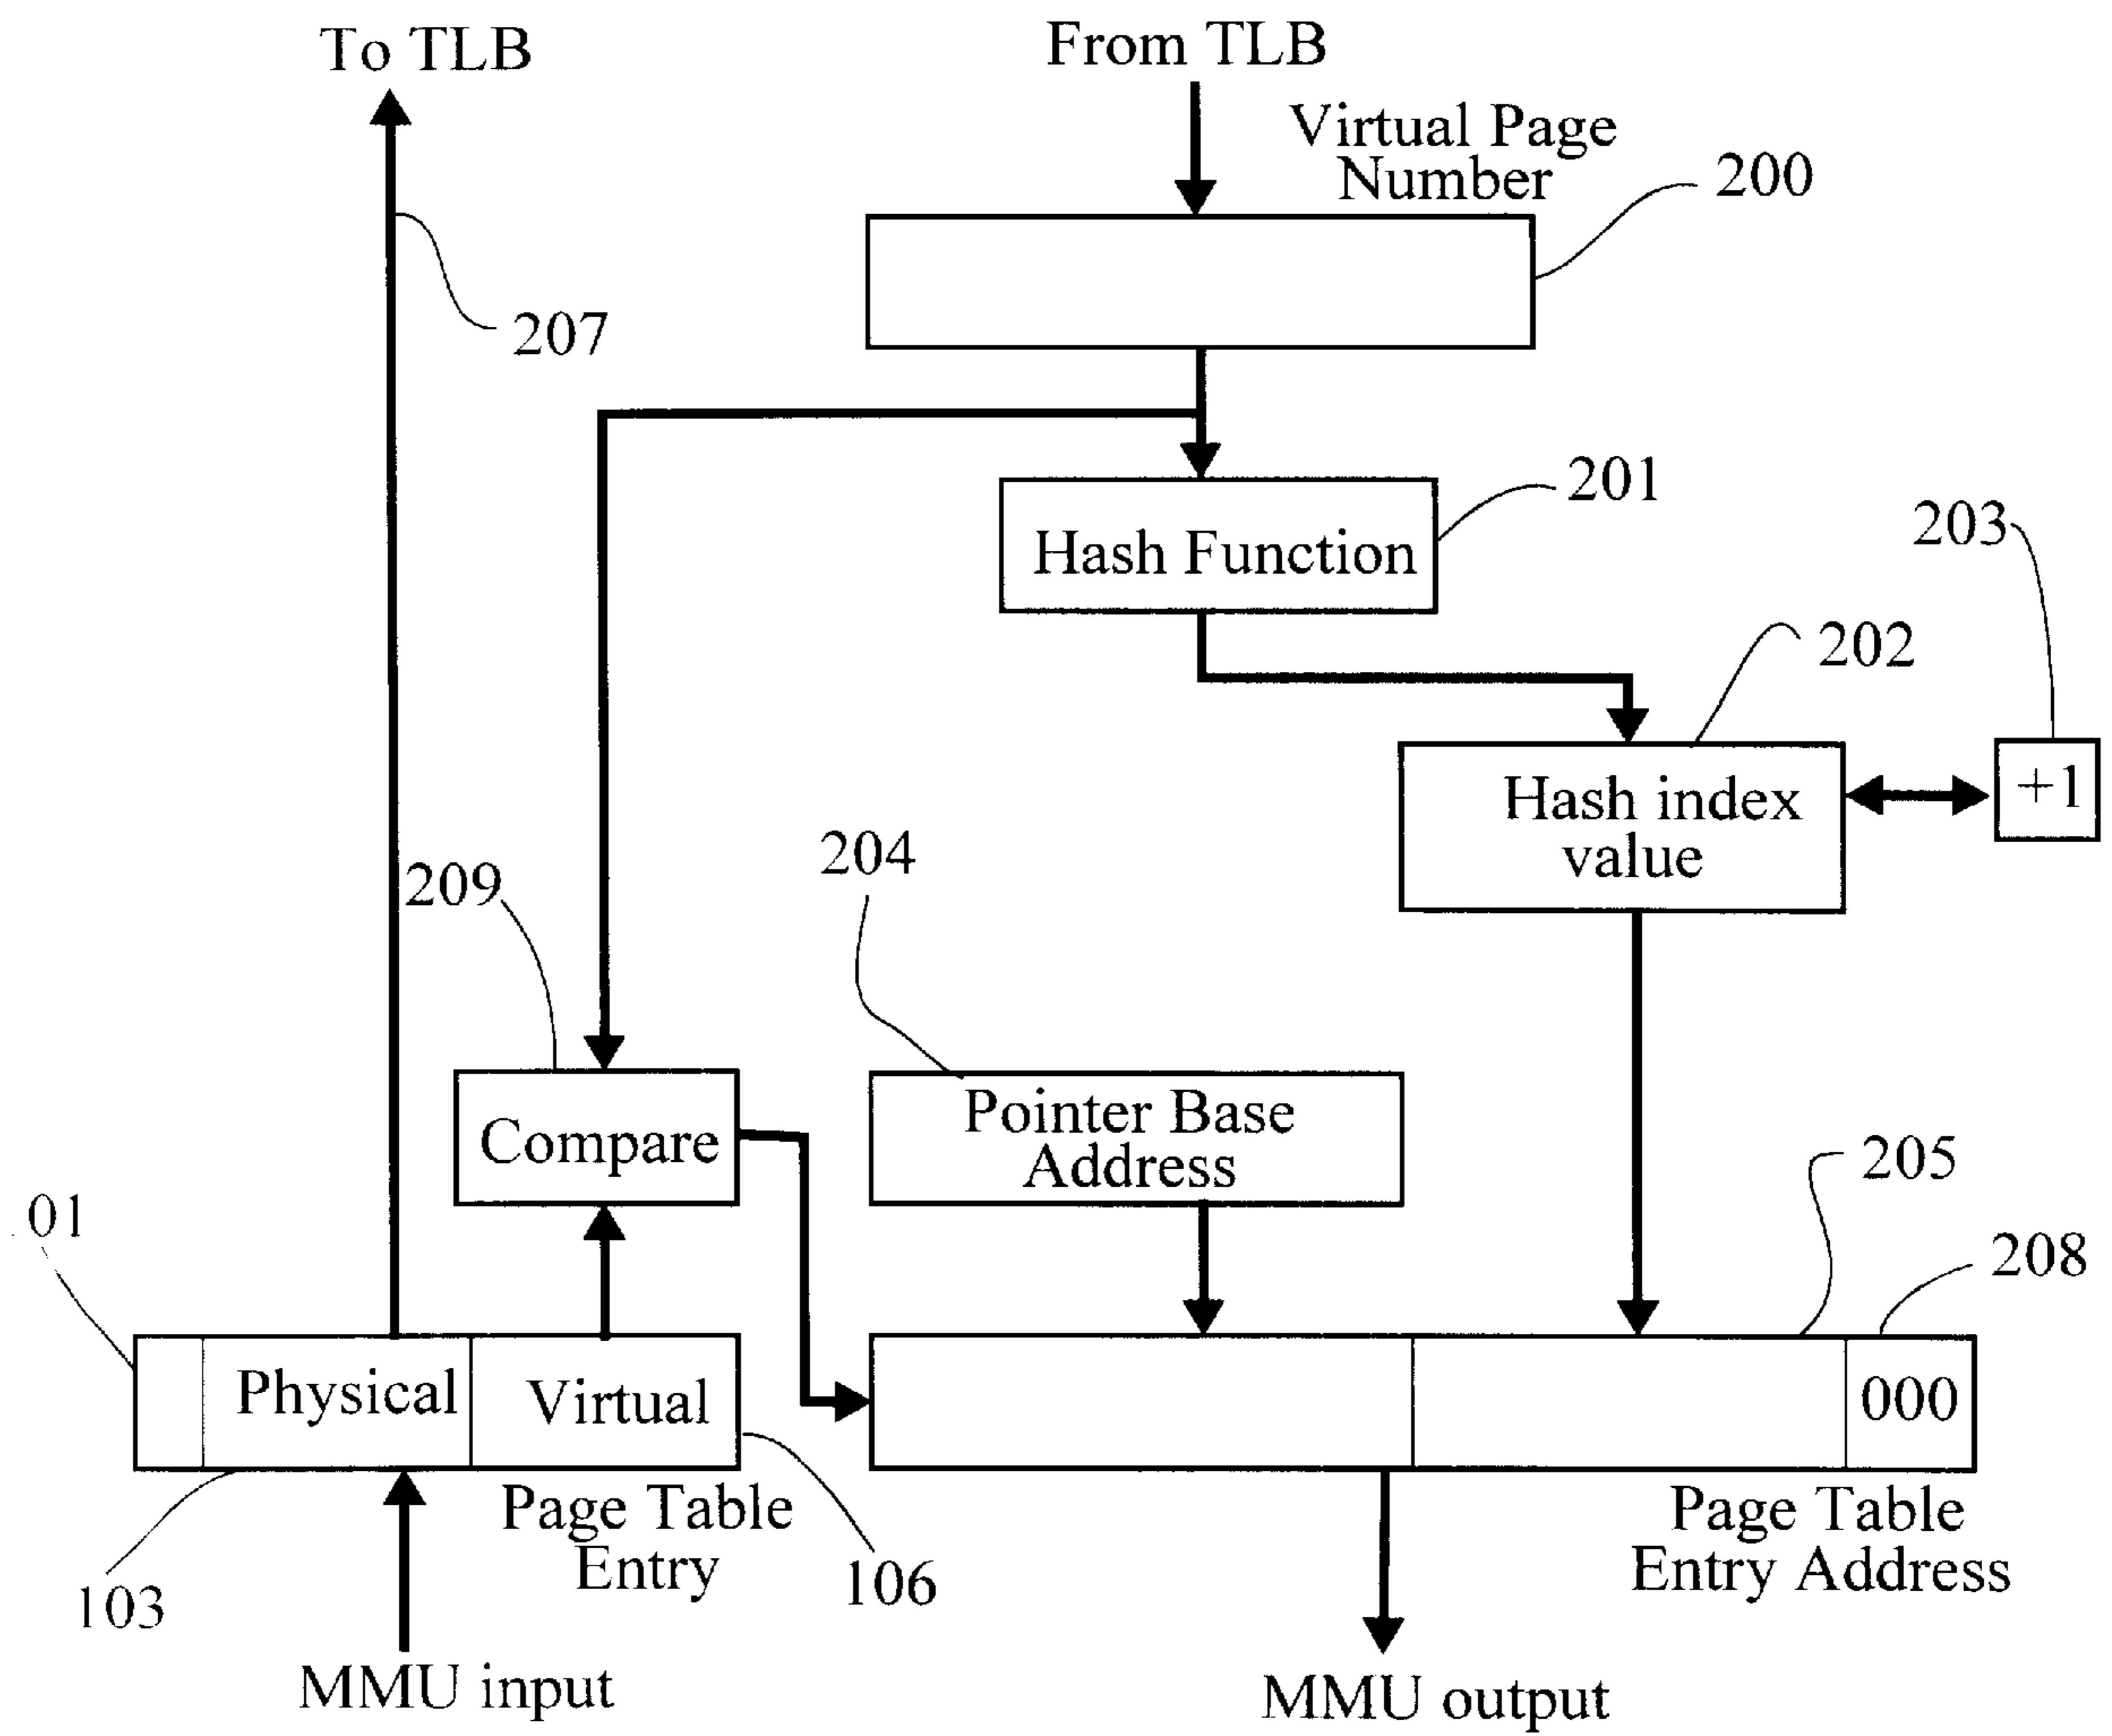 To TLB
From TLB
Virtual Page
Number
200
207
201
Hash Function
203
202
+1
Hash index
value
204
209
Pointer Base
Address
Compare
205
01
208
Physical
Virtual
000
Page Table
Entry
Page Table
Entry Address
103
106
MMU input
MMU output